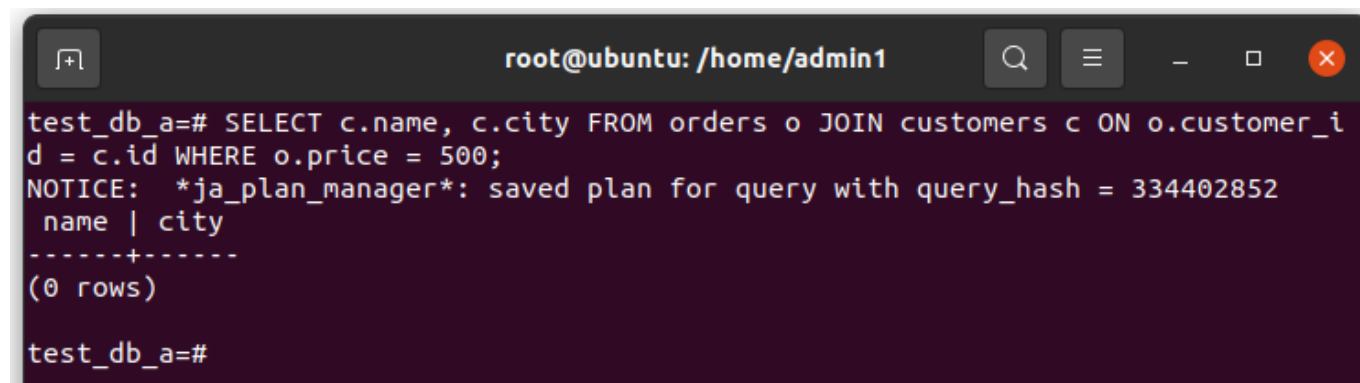 root@ubuntu: /home/admin1
test_db_a=# SELECT c.name, c.city FROM orders o JOIN customers c ON o.customer_i
d = c.id WHERE o.price = 500;
NOTICE:  *ja_plan_manager*: saved plan for query with query_hash = 334402852
 name | city
------+------
(0 rows)
test_db_a=#